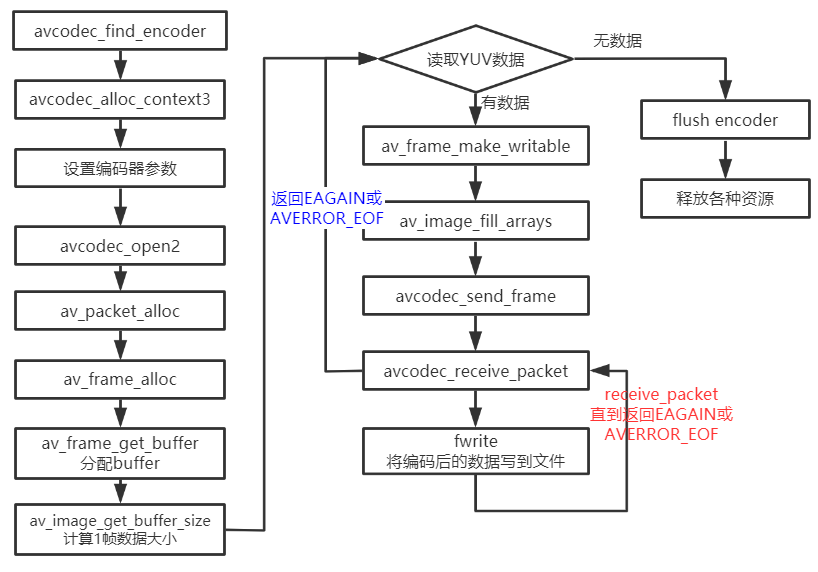 avcodec_find_encoder
avcodec_alloc_context3
设置编码器参数
avcodec_open2
av_packet_alloc
av_frame_alloc
av_frame_get_buffer
分配buffer
av_image_get_buffer_size
计算1帧数据大小
读取YUV数据
无数据
有数据
av_frame_make_writable
返回EAGAIN或
AVERROR_EOF
av_image_fill_arrays
avcodec_send_frame
avcodec_receive_packet
receive_packet
直到返回EAGAIN或
AVERROR_EOF
fwrite
将编码后的数据写到文件
flush encoder
释放各种资源